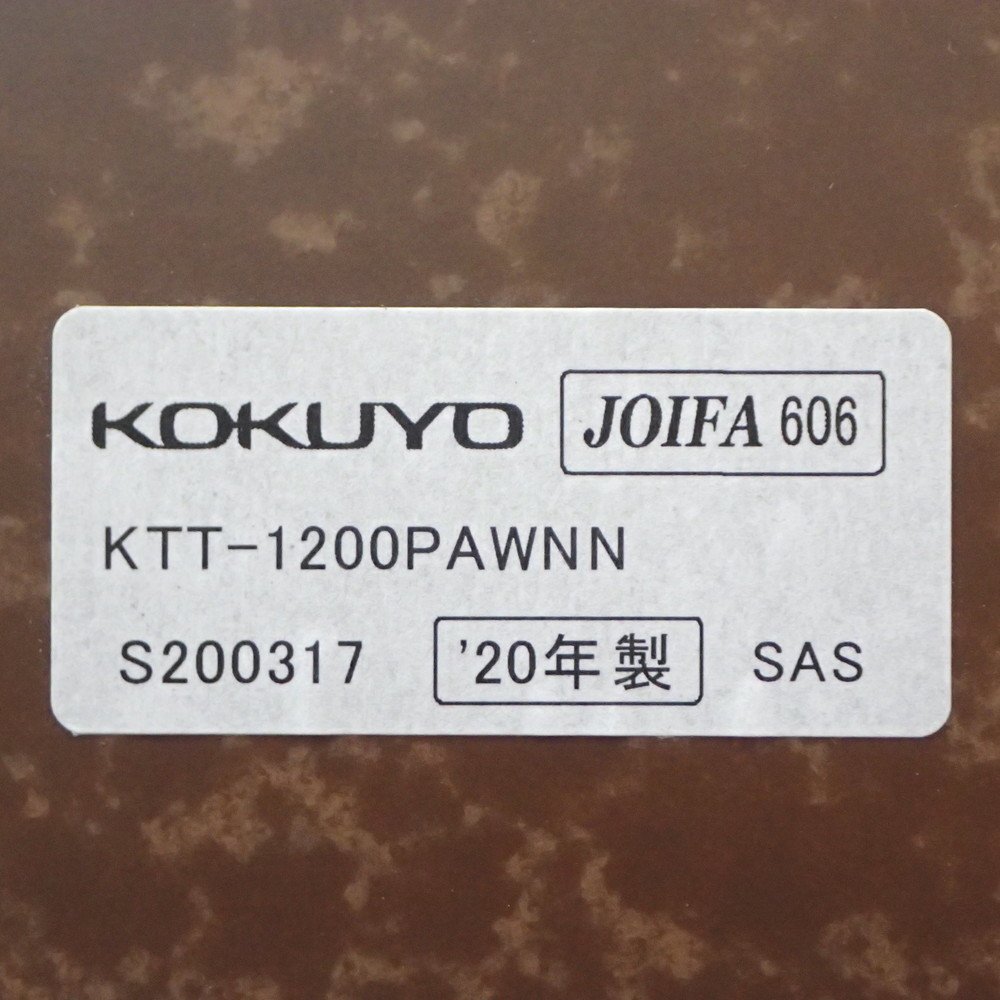 KOKUYO JOIFA 606
KTT-1200PAWNN
S200317 '20年製 SAS